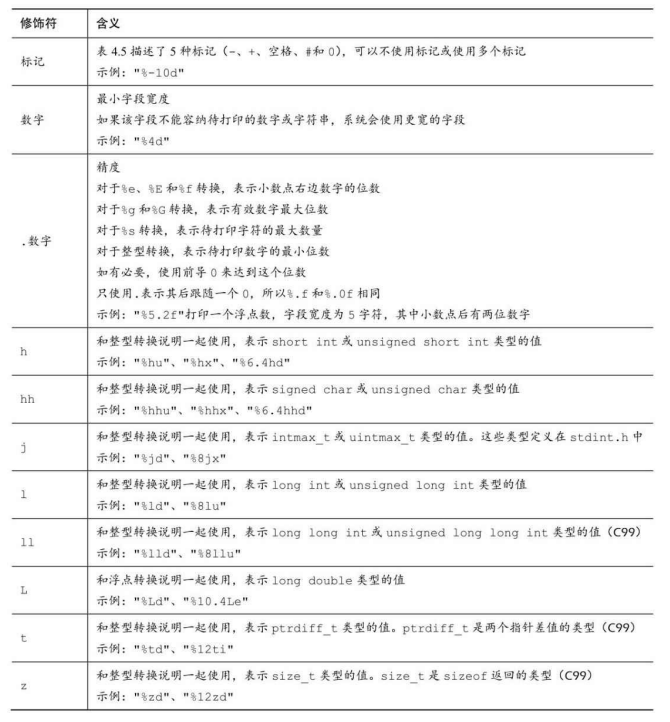 修饰符 含义
标记 表 4.5 描述了 5 种标记（-、+、空格、#和 0），可以不使用标记或使用多个标记
示例："%-10d"
数字 最小字段宽度
如果该字段不能容纳待打印的数字或字符串，系统会使用更宽的字段
示例："%4d"
.数字 精度
对于%e、%E 和%f 转换，表示小数点右边数字的位数
对于%g 和%G 转换，表示有效数字最大位数
对于%s 转换，表示待打印字符的最大数量
对于整型转换，表示待打印数字的最小位数
如有必要，使用前导 0 来达到这个位数
只使用.表示其后跟随一个 0，所以%.f 和%.0f 相同
示例："%5.2f"打印一个浮点数，字段宽度为 5 字符，其中小数点后有两位数字
h 和整型转换说明一起使用，表示 short int 或 unsigned short int 类型的值
示例："%hu"、"%hx"、"%6.4hd"
hh 和整型转换说明一起使用，表示 signed char 或 unsigned char 类型的值
示例："%hhu"、"%hhx"、"%6.4hhd"
j 和整型转换说明一起使用，表示 intmax_t 或 uintmax_t 类型的值。这些类型定义在 stdint.h 中
示例："%jd"、"%8jx"
l 和整型转换说明一起使用，表示 long int 或 unsigned long int 类型的值
示例："%ld"、"%8lu"
ll 和整型转换说明一起使用，表示 long long int 或 unsigned long long int 类型的值（C99）
示例："%lld"、"%8llu"
L 和浮点转换说明一起使用，表示 long double 类型的值
示例："%Ld"、"%10.4Le"
t 和整型转换说明一起使用，表示 ptrdiff_t 类型的值。ptrdiff_t 是两个指针差值的类型（C99）
示例："%td"、"%12ti"
z 和整型转换说明一起使用，表示 size_t 类型的值。size_t 是 sizeof 返回的类型（C99）
示例："%zd"、"%12zd"